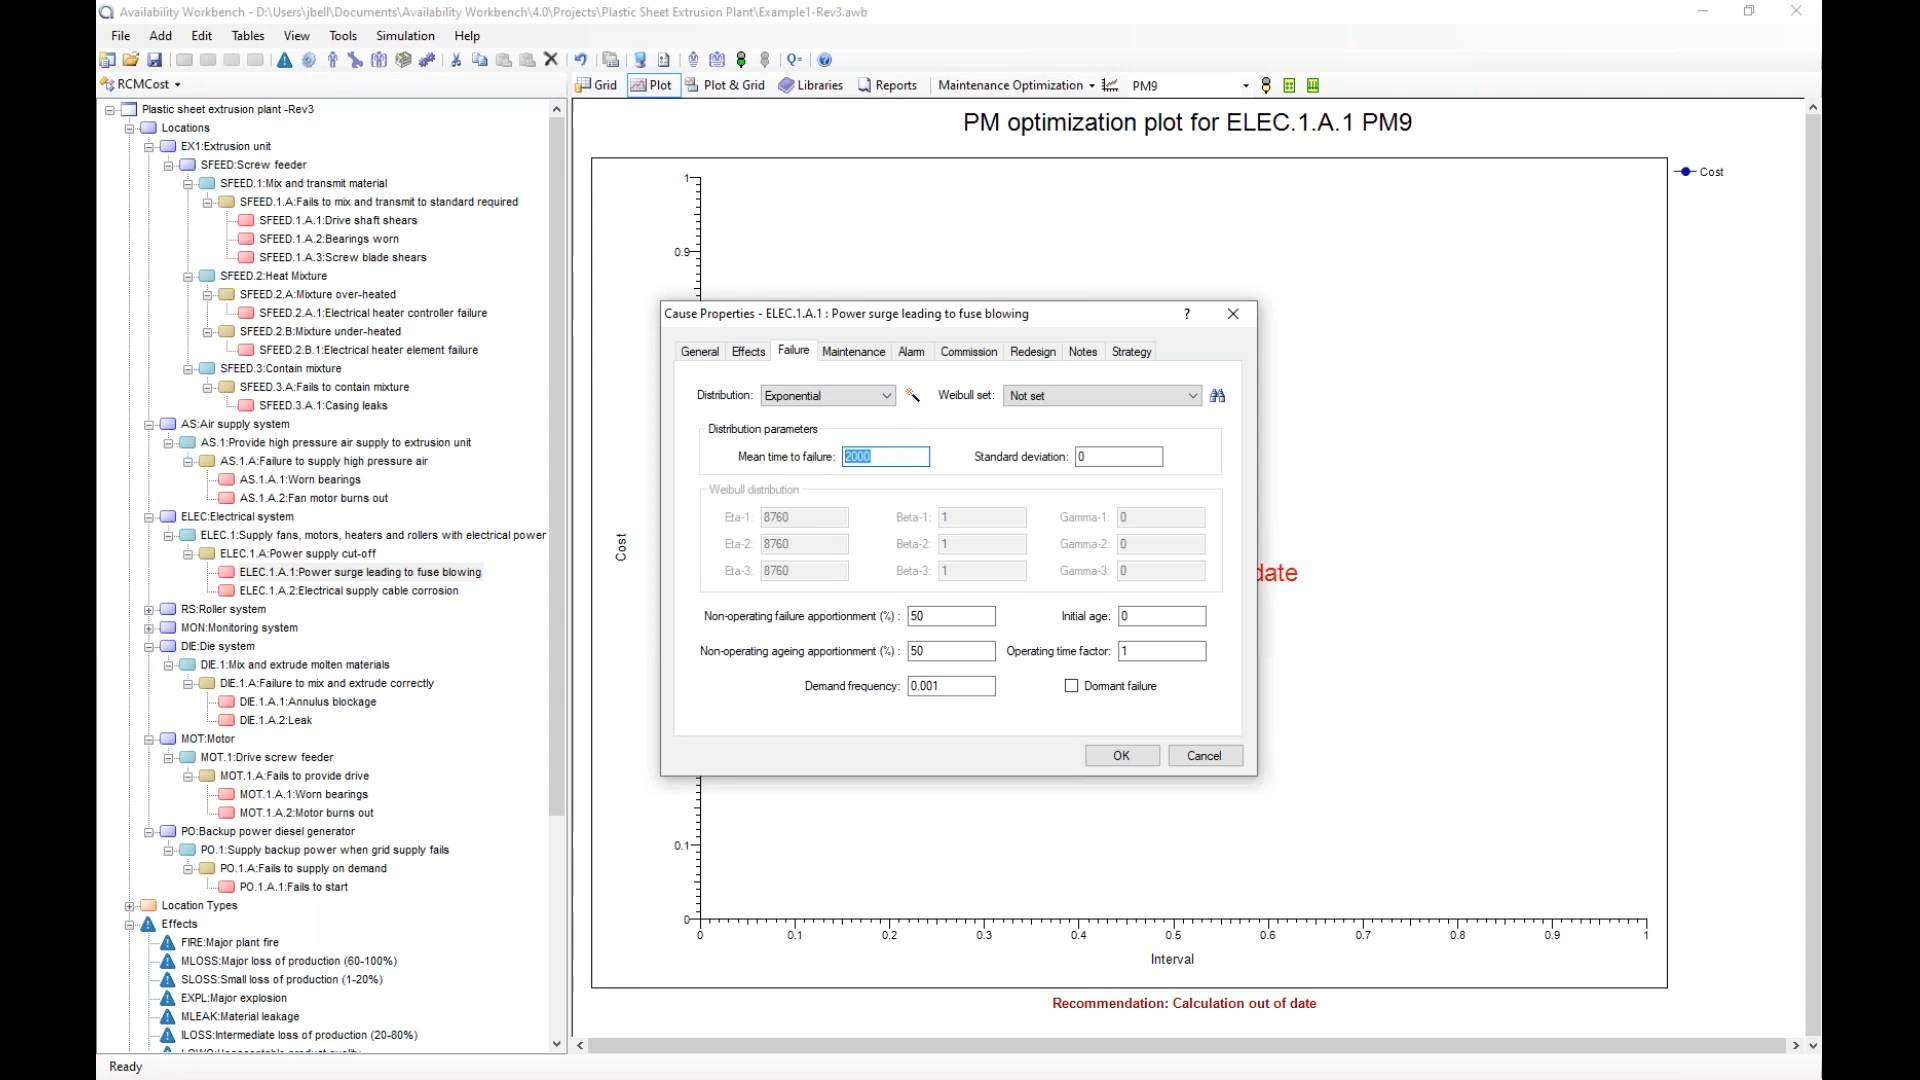 Availability Workbench - D:\Users\jbell\Documents\Availability Workbench\4.0\Projects\Plastic Sheet Extrusion Plant\Example1-Rev3.awb
File Add Edit Tables View Tools Simulation Help
RCMCost
Grid Plot Plot & Grid Libraries Reports Maintenance Optimization PM9
Plastic sheet extrusion plant -Rev3
Locations
EX1:Extrusion unit
SFEED:Screw feeder
SFEED.1:Mix and transmit material
SFEED.1.A:Fails to mix and transmit to standard required
SFEED.1.A.1:Drive shaft shears
SFEED.1.A.2:Bearings worn
SFEED.1.A.3:Screw blade shears
SFEED.2:Heat Mixture
SFEED.2.A:Mixture over-heated
SFEED.2.A.1:Electrical heater controller failure
SFEED.2.B:Mixture under-heated
SFEED.2.B.1:Electrical heater element failure
SFEED.3:Contain mixture
SFEED.3.A:Fails to contain mixture
SFEED.3.A.1:Casing leaks
AS:Air supply system
AS.1:Provide high pressure air supply to extrusion unit
AS.1.A:Failure to supply high pressure air
AS.1.A.1:Worn bearings
AS.1.A.2:Fan motor burns out
ELEC:Electrical system
ELEC.1:Supply fans, motors, heaters and rollers with electrical power
ELEC.1.A:Power supply cut-off
ELEC.1.A.1:Power surge leading to fuse blowing
ELEC.1.A.2:Electrical supply cable corrosion
RS:Roller system
MON:Monitoring system
DIE:Die system
DIE.1:Mix and extrude molten materials
DIE.1.A:Failure to mix and extrude correctly
DIE.1.A.1:Annulus blockage
DIE.1.A.2:Leak
MOT:Motor
MOT.1:Drive screw feeder
MOT.1.A:Fails to provide drive
MOT.1.A.1:Worn bearings
MOT.1.A.2:Motor burns out
PO:Backup power diesel generator
PO.1:Supply backup power when grid supply fails
PO.1.A:Fails to supply on demand
PO.1.A.1:Fails to start
Location Types
Effects
FIRE:Major plant fire
MLOSS:Major loss of production (60-100%)
SLOSS:Small loss of production (1-20%)
EXPL:Major explosion
MLEAK:Material leakage
ILOSS:Intermediate loss of production (20-80%)
Ready
PM optimization plot for ELEC.1.A.1 PM9
Cost
1
0.9
Cost
date
0.1
0
0 0.1 0.2 0.3 0.4 0.5 0.6 0.7 0.8 0.9 1
Interval
Recommendation: Calculation out of date
Cause Properties - ELEC.1.A.1 : Power surge leading to fuse blowing ?
General Effects Failure Maintenance Alarm Commission Redesign Notes Strategy
Distribution: Exponential Weibull set: Not set
Distribution parameters
Mean time to failure: 2000 Standard deviation: 0
Weibull distribution
Eta-1: 8760 Beta-1: 1 Gamma-1: 0
Eta-2: 8760 Beta-2: 1 Gamma-2: 0
Eta-3: 8760 Beta-3: 1 Gamma-3: 0
Non-operating failure apportionment (%) : 50 Initial age: 0
Non-operating ageing apportionment (%) : 50 Operating time factor: 1
Demand frequency: 0.001 Dormant failure
OK Cancel